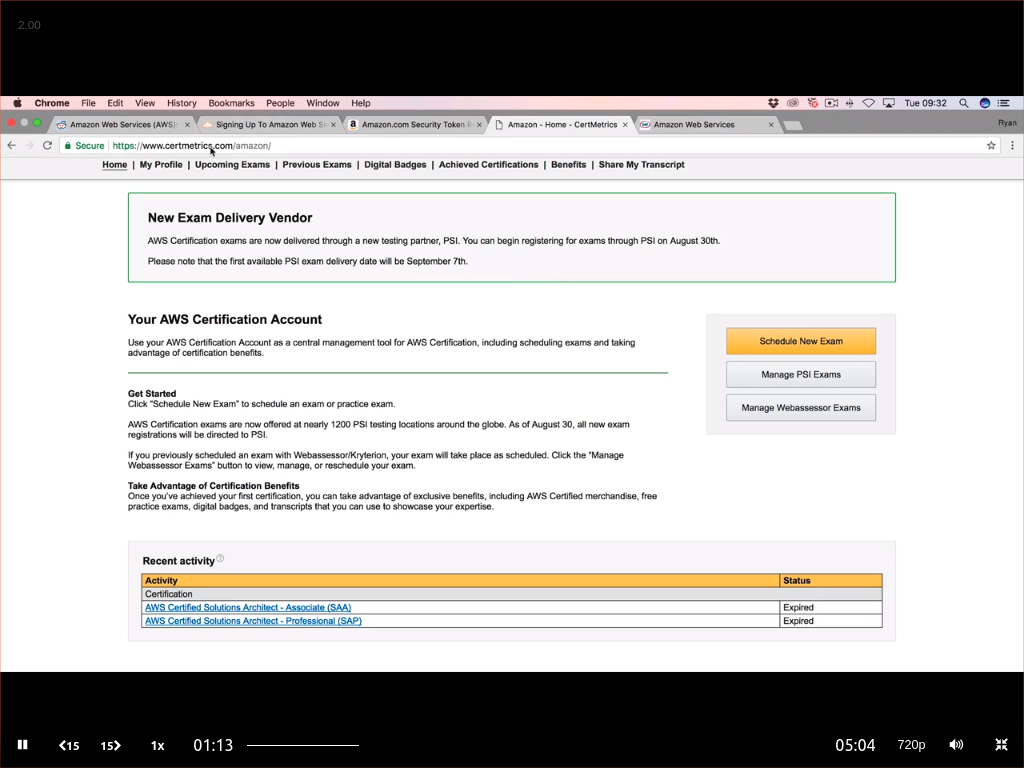 2.00
Chrome File Edit View History Bookmarks People Window Help Tue 09:32
Amazon Web Services (AWS) Signing Up To Amazon Web Se Amazon.com Security Token R Amazon - Home - CertMetrics Amazon Web Services Ryan
Secure https://www.certmetrics.com/amazon/
Home | My Profile | Upcoming Exams | Previous Exams | Digital Badges | Achieved Certifications | Benefits | Share My Transcript
New Exam Delivery Vendor
AWS Certification exams are now delivered through a new testing partner, PSI. You can begin registering for exams through PSI on August 30th.
Please note that the first available PSI exam delivery date will be September 7th.
Your AWS Certification Account
Use your AWS Certification Account as a central management tool for AWS Certification, including scheduling exams and taking
advantage of certification benefits.
Schedule New Exam
Manage PSI Exams
Manage Webassessor Exams
Get Started
Click "Schedule New Exam" to schedule an exam or practice exam.
AWS Certification exams are now offered at nearly 1200 PSI testing locations around the globe. As of August 30, all new exam
registrations will be directed to PSI.
If you previously scheduled an exam with Webassessor/Kryterion, your exam will take place as scheduled. Click the "Manage
Webassessor Exams" button to view, manage, or reschedule your exam.
Take Advantage of Certification Benefits
Once you've achieved your first certification, you can take advantage of exclusive benefits, including AWS Certified merchandise, free
practice exams, digital badges, and transcripts that you can use to showcase your expertise.
Recent activity
Activity Status
Certification
AWS Certified Solutions Architect - Associate (SAA) Expired
AWS Certified Solutions Architect - Professional (SAP) Expired
15 15 1x 01:13 05:04 720p